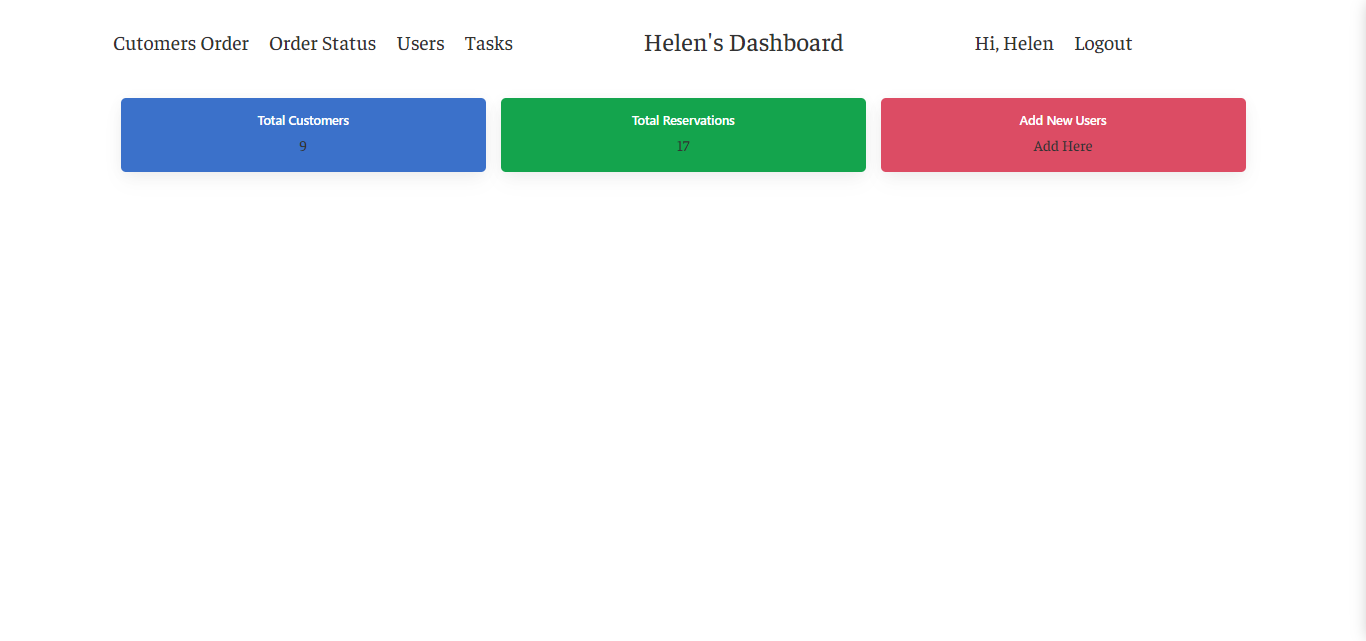 Cutomers Order Order Status Users Tasks Helen's Dashboard Hi, Helen Logout
Total Customers
9
Total Reservations
17
Add New Users
Add Here